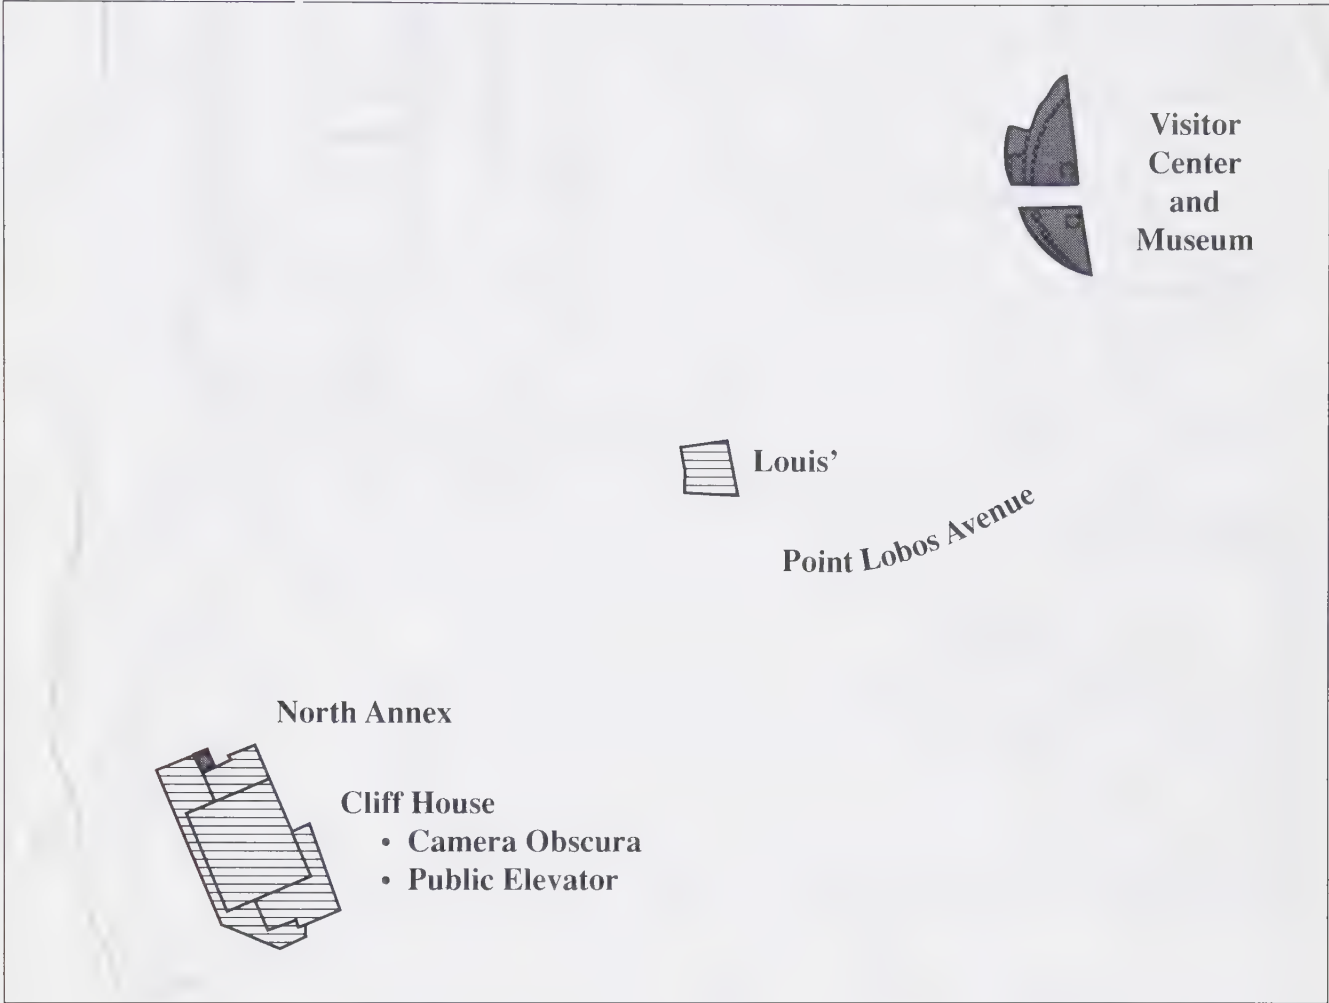 Visitor
Center
and
Museum
Louis’
Point Lobos Avenue
North Annex
Cliff House
• Camera Obscura
• Public Elevator